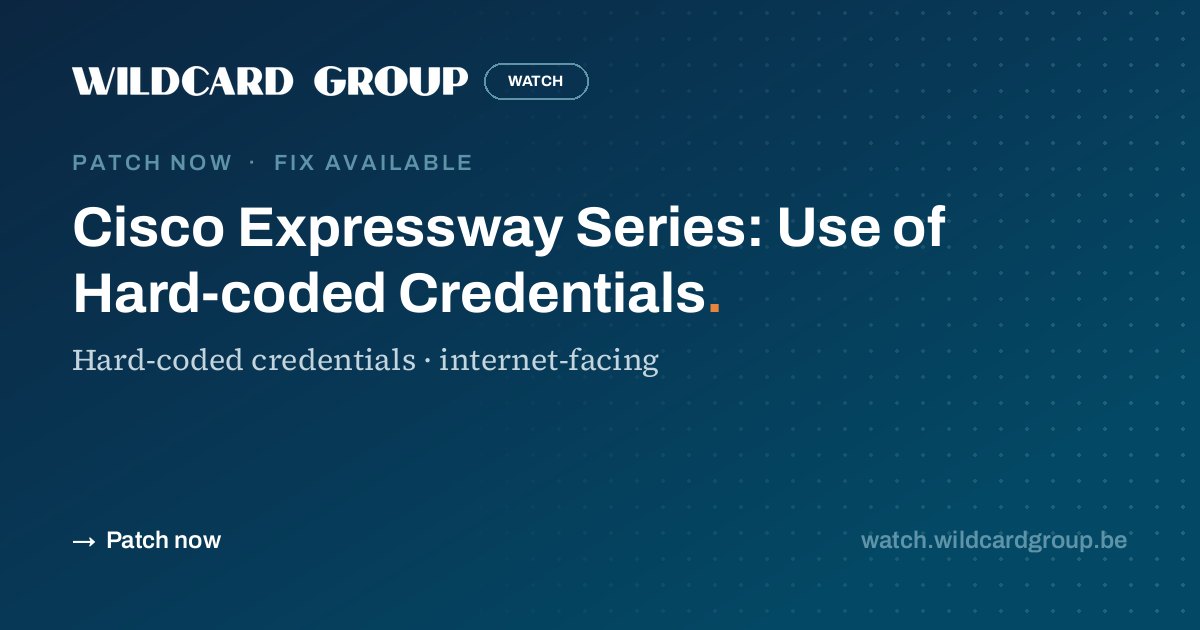 WILDCARD GROUP WATCH
PATCH NOW · FIX AVAILABLE
Cisco Expressway Series: Use of
Hard-coded Credentials.
Hard-coded credentials · internet-facing
→ Patch now
watch.wildcardgroup.be